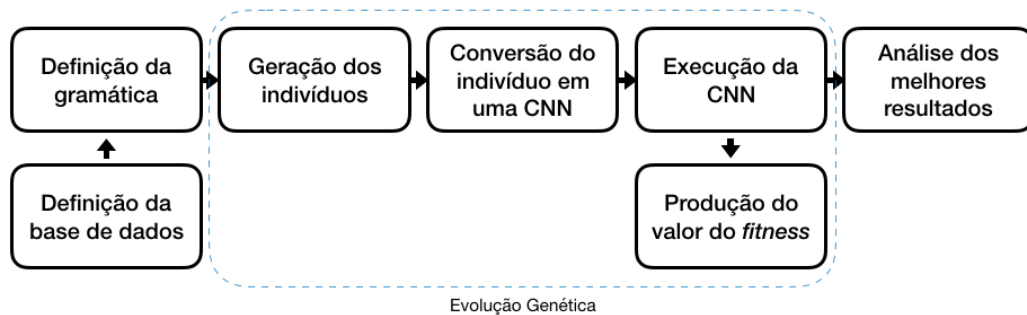 Definição da
gramática
Geração dos
indivíduos
Conversão do
indivíduo em
uma CNN
Execução da
CNN
Análise dos
melhores
resultados
Definição da
base de dados
Produção do
valor do fitness
Evolução Genética